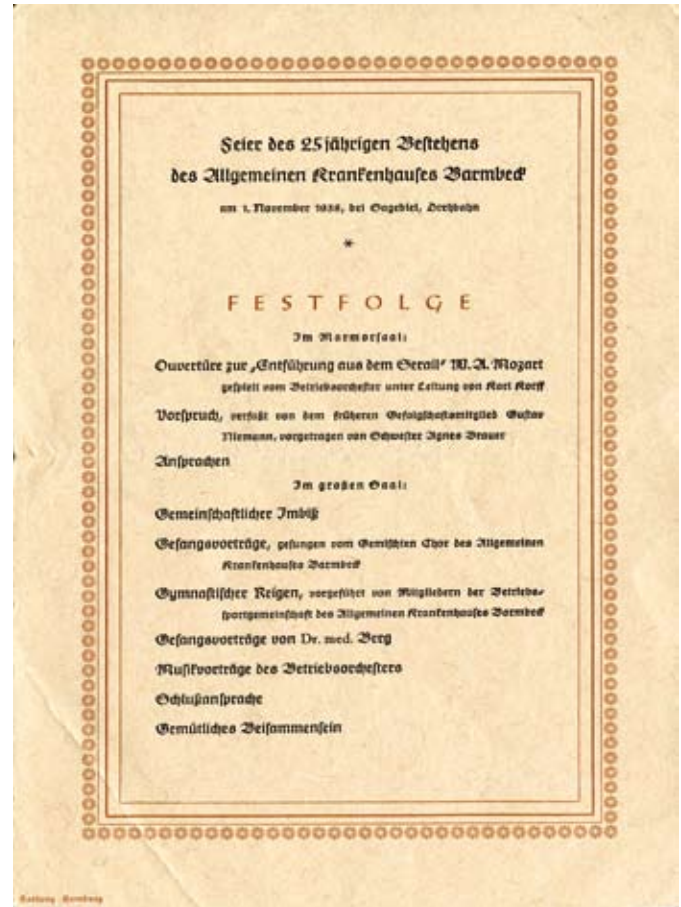 Feier des 25jährigen Bestehens
des Allgemeinen Krankenhauses Barmbeck
am 1. November 1938, bei Sagebiel, Drehbahn
*
FESTFOLGE
Im Marmorsaal:
Ouvertüre zur „Entführung aus dem Serail“ W. A. Mozart
gespielt vom Betriebsorchester unter Leitung von Karl Korff
Vorspruch, verfaßt von dem früheren Gefolgschaftsmitglied Gustav
Niemann, vorgetragen von Schwester Agnes Brauer
Ansprachen
Im großen Saal:
Gemeinschaftlicher Imbiß
Gesangsvorträge, gesungen vom Gemischten Chor des Allgemeinen
Krankenhauses Barmbeck
Gymnastischer Reigen, vorgeführt von Mitgliedern der Betriebs-
sportgemeinschaft des Allgemeinen Krankenhauses Barmbeck
Gesangsvorträge von Dr. med. Berg
Musikvorträge des Betriebsorchesters
Schlußansprache
Gemütliches Beisammensein
Hamburg